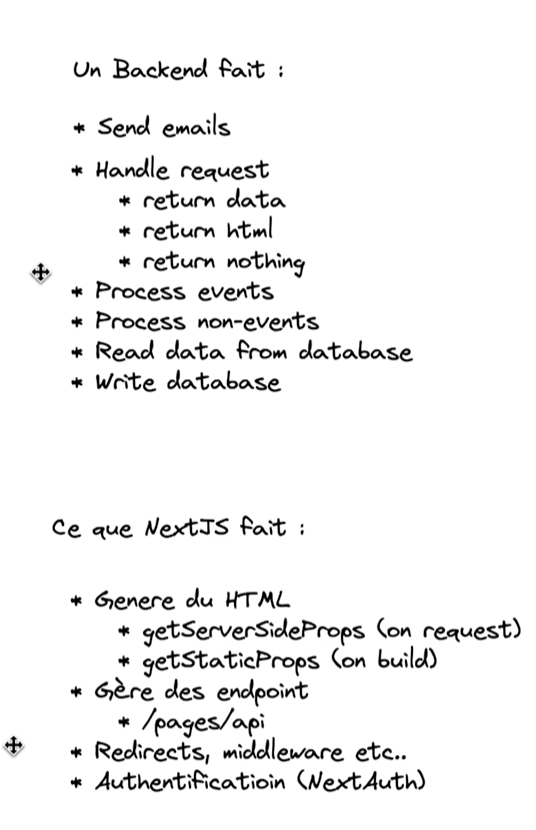 Un Backend fait :
* Send emails
* Handle request
* return data
* return html
* return nothing
* Process events
* Process non-events
* Read data from database
* Write database
Ce que NextJS fait :
* Genere du HTML
* getServerSideProps (on request)
* getStaticProps (on build)
* Gère des endpoint
* /pages/api
* Redirects, middleware etc..
* Authentificatioin (NextAuth)